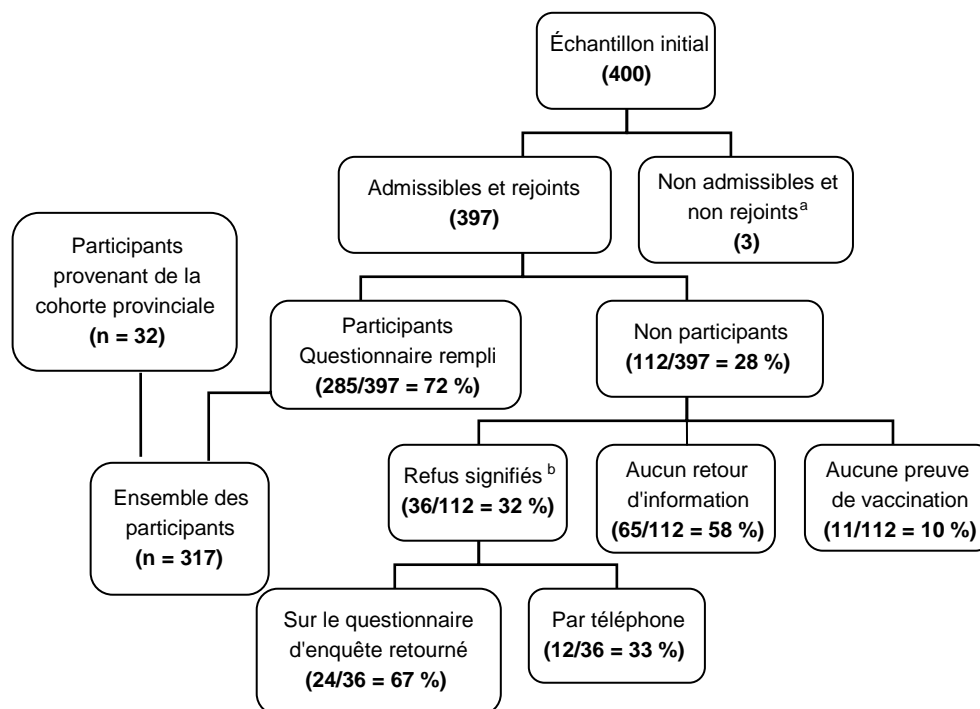 Échantillon initial
(400)
Admissibles et rejoints
(397)
Non admissibles et
non rejoints a
(3)
Participants
provenant de la
cohorte provinciale
(n = 32)
Participants
Questionnaire rempli
(285/397 = 72 %)
Non participants
(112/397 = 28 %)
Ensemble des
participants
(n = 317)
Refus signifiés b
(36/112 = 32 %)
Aucun retour
d'information
(65/112 = 58 %)
Aucune preuve
de vaccination
(11/112 = 10 %)
Sur le questionnaire
d'enquête retourné
(24/36 = 67 %)
Par téléphone
(12/36 = 33 %)